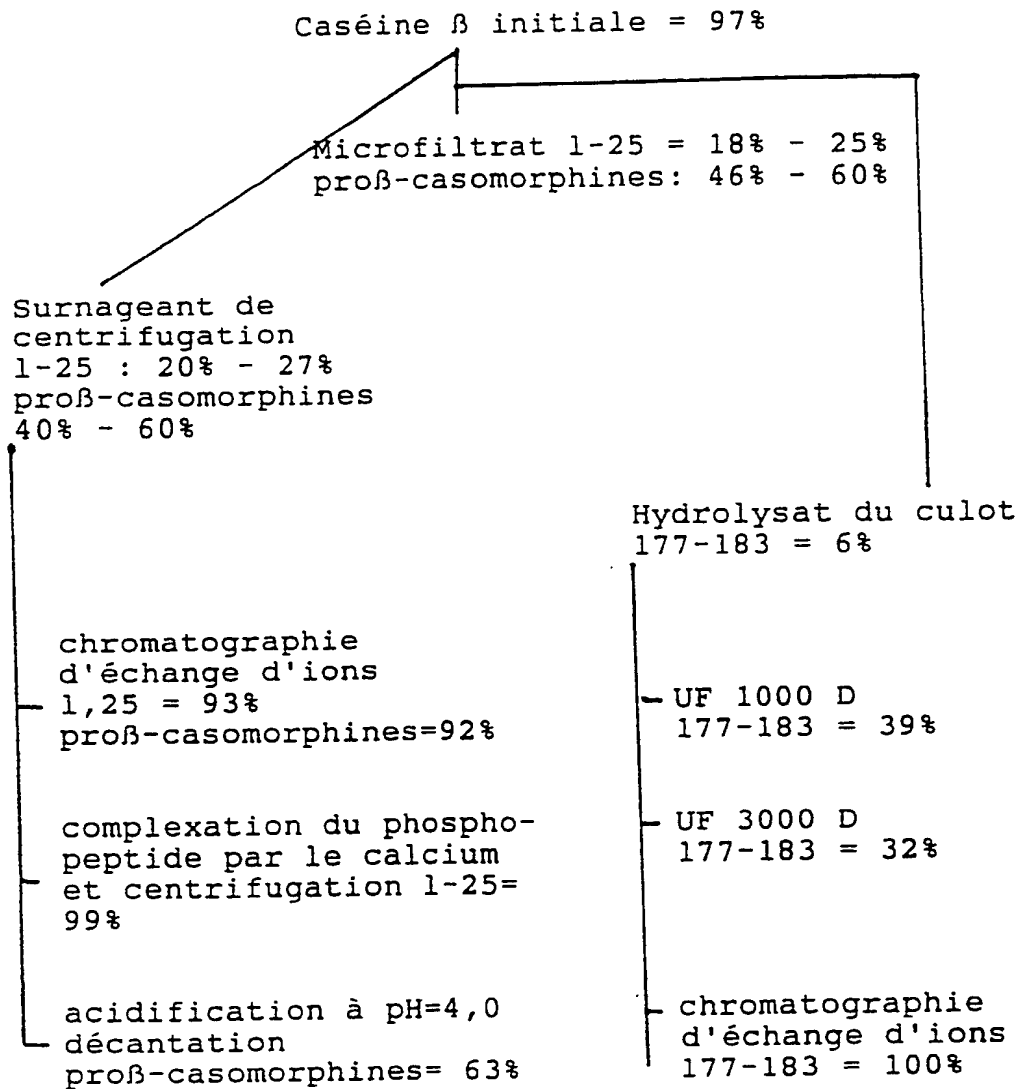 Caséine ß initiale = 97%
Microfiltrat 1-25 = 18% - 25%
proß-casomorphines: 46% - 60%
Surnageant de
centrifugation
1-25 : 20% - 27%
proß-casomorphines
40% - 60%
Hydrolysat du culot
177-183 = 6%
chromatographie
d'échange d'ions
1,25 = 93%
proß-casomorphines=92%
complexation du phospho-
peptide par le calcium
et centrifugation 1-25=
99%
acidification à pH=4,0
décantation
proß-casomorphines= 63%
UF 1000 D
177-183 = 39%
UF 3000 D
177-183 = 32%
chromatographie
d'échange d'ions
177-183 = 100%